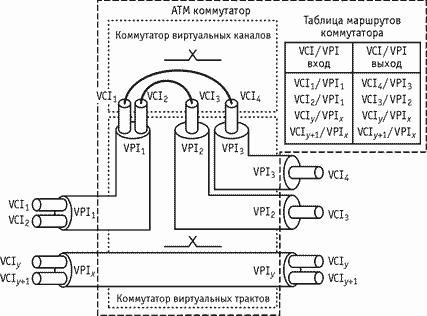 АТМ коммутатор
Коммутатор виртуальных каналов
VCI₁ VCI₂ VCI₃ VCI₄
VPI₁ VPI₂ VPI₃
VPI₃ VCI₄
VCI₁
VCI₂
VPI₁
VPI₂ VCI₃
VCIy
VCIy+1
VPIx
VPIy
VCIy
VCIy+1
Коммутатор виртуальных трактов
Таблица маршрутов
коммутатора
VCI/VPI VCI/VPI
вход выход
VCI₁/VPI₁ VCI₄/VPI₃
VCI₂/VPI₁ VCI₃/VPI₂
VCIy/VPIx VCIy/VPIx
VCIy+1/VPIx VCIy+1/VPIx